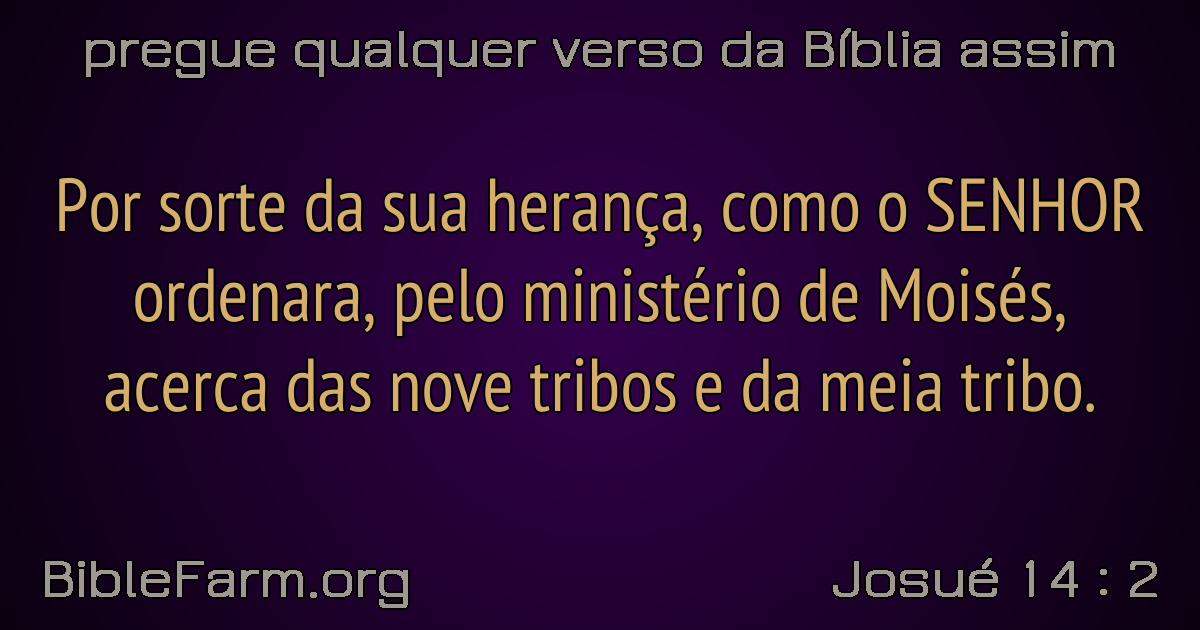 pregue qualquer verso da Bíblia assim
Por sorte da sua herança, como o SENHOR
ordenara, pelo ministério de Moisés,
acerca das nove tribos e da meia tribo.
BibleFarm.org
Josué 14 : 2